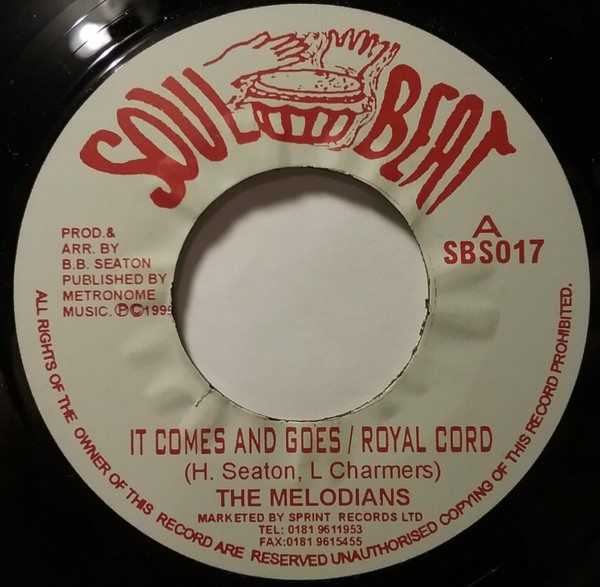 SOUL BEAT
PROD.&
ARR. BY
B.B. SEATON
PUBLISHED BY
METRONOME
MUSIC. ℗©1995
A
SBS017
IT COMES AND GOES / ROYAL CORD
(H. Seaton, L Charmers)
THE MELODIANS
MARKETED BY SPRINT RECORDS LTD
TEL: 0181 9611953
FAX:0181 9615455
ALL RIGHTS OF THE OWNER OF THIS RECORD ARE RESERVED UNAUTHORISED COPYING OF THIS RECORD PROHIBITED.